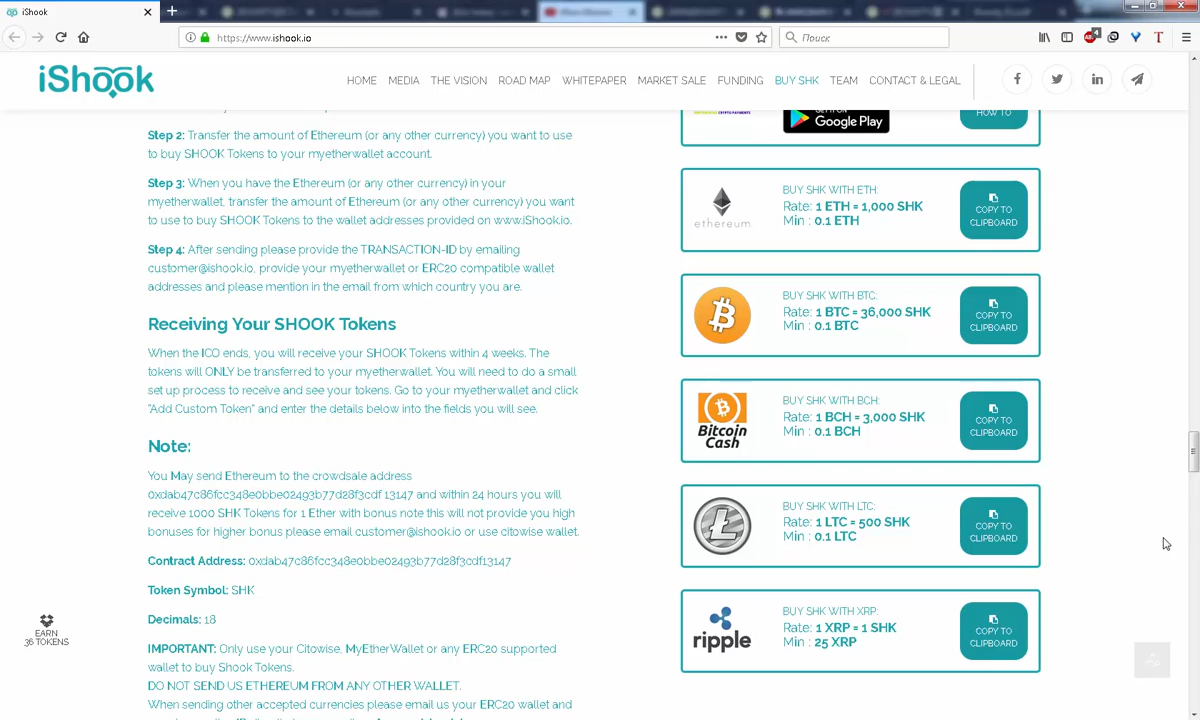 iShook
https://www.ishook.io
Поиск
4
iShook
HOME
MEDIA
THE VISION
ROAD MAP
WHITEPAPER
MARKET SALE
FUNDING
BUY SHK
TEAM
CONTACT & LEGAL
Step 2: Transfer the amount of Ethereum (or any other currency) you want to use
to buy SHOOK Tokens to your myetherwallet account.
Step 3: When you have the Ethereum (or any other currency) in your
myetherwallet, transfer the amount of Ethereum (or any other currency) you want
to use to buy SHOOK Tokens to the wallet addresses provided on www.iShook.io.
Step 4: After sending please provide the TRANSACTION-ID by emailing
customer@ishook.io, provide your myetherwallet or ERC20 compatible wallet
addresses and please mention in the email from which country you are.
Receiving Your SHOOK Tokens
When the ICO ends, you will receive your SHOOK Tokens within 4 weeks. The
tokens will ONLY be transferred to your myetherwallet. You will need to do a small
set up process to receive and see your tokens. Go to your myetherwallet and click
"Add Custom Token" and enter the details below into the fields you will see.
Note:
You May send Ethereum to the crowdsale address
0xdab47c86fcc348e0bbe02493b77d28f3cdf 13147 and within 24 hours you will
receive 1000 SHK Tokens for 1 Ether with bonus note this will not provide you high
bonuses for higher bonus please email customer@ishook.io or use citowise wallet.
Contract Address: 0xdab47c86fcc348e0bbe02493b77d28f3cdf13147
Token Symbol: SHK
Decimals: 18
IMPORTANT: Only use your Citowise, MyEtherWallet or any ERC20 supported
wallet to buy Shook Tokens.
DO NOT SEND US ETHEREUM FROM ANY OTHER WALLET.
When sending other accepted currencies please email us your ERC20 wallet and
EARN
36 TOKENS
Google Play
HOW TO
ethereum
BUY SHK WITH ETH:
Rate: 1 ETH = 1,000 SHK
Min : 0.1 ETH
COPY TO
CLIPBOARD
BUY SHK WITH BTC:
Rate: 1 BTC = 36,000 SHK
Min : 0.1 BTC
COPY TO
CLIPBOARD
Bitcoin
Cash
BUY SHK WITH BCH:
Rate: 1 BCH = 3,000 SHK
Min : 0.1 BCH
COPY TO
CLIPBOARD
BUY SHK WITH LTC:
Rate: 1 LTC = 500 SHK
Min : 0.1 LTC
COPY TO
CLIPBOARD
ripple
BUY SHK WITH XRP:
Rate: 1 XRP = 1 SHK
Min : 25 XRP
COPY TO
CLIPBOARD